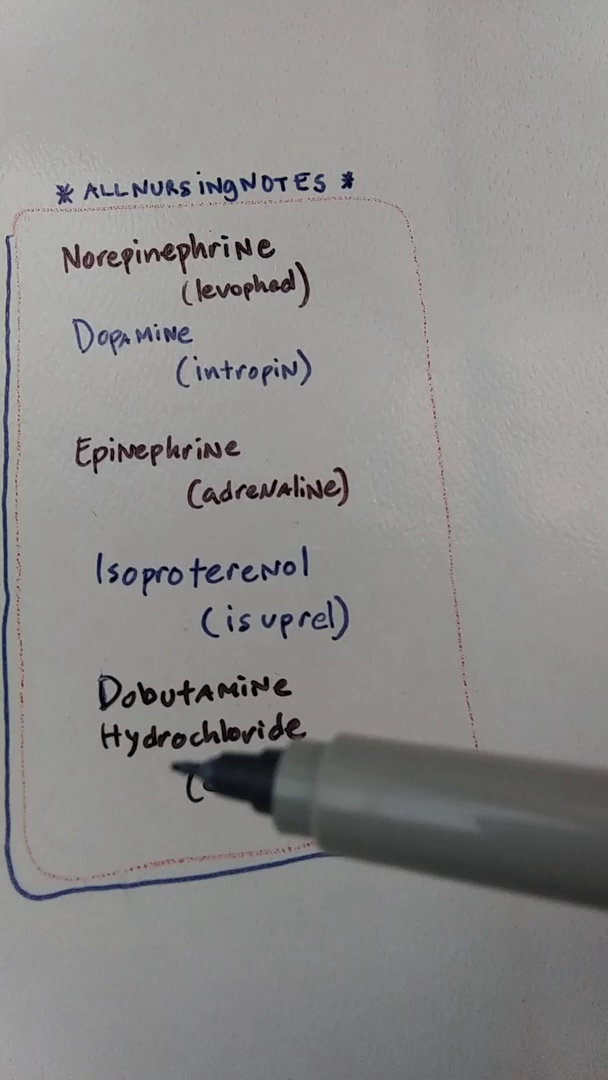 * ALLNURSiNgNOTES *
NorepiNephriNe
(levophed)
DopAMiNe
(intropiN)
EpiNephriNe
(adreNAliNe)
IsoprotereNol
(isuprel)
DobutAMiNe
Hydrochloride